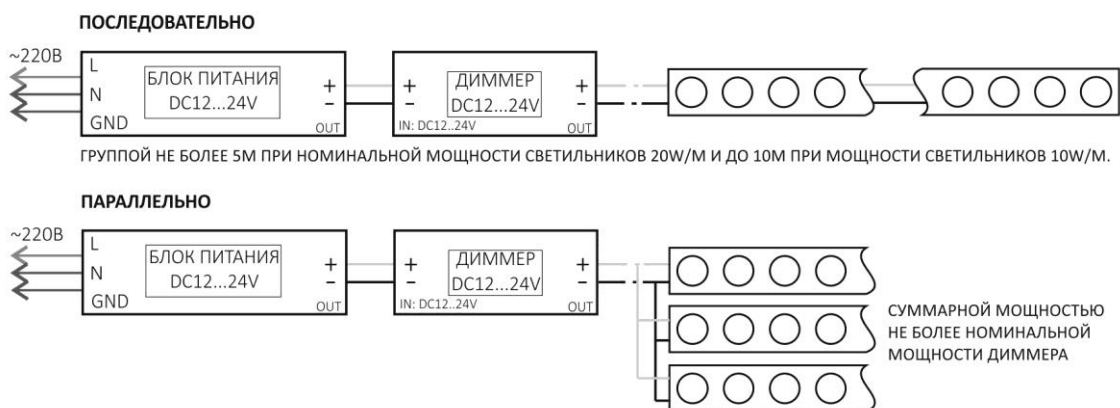 ПОСЛЕДОВАТЕЛЬНО
~220В
L
N
GND
БЛОК ПИТАНИЯ
DC12...24V
+
-
OUT
+
-
IN: DC12..24V
ДИММЕР
DC12...24V
+
-
OUT
ГРУППОЙ НЕ БОЛЕЕ 5М ПРИ НОМИНАЛЬНОЙ МОЩНОСТИ СВЕТИЛЬНИКОВ 20W/М И ДО 10М ПРИ МОЩНОСТИ СВЕТИЛЬНИКОВ 10W/М.
ПАРАЛЛЕЛЬНО
~220В
L
N
GND
БЛОК ПИТАНИЯ
DC12...24V
+
-
OUT
+
-
IN: DC12..24V
ДИММЕР
DC12...24V
+
-
OUT
СУММАРНОЙ МОЩНОСТЬЮ
НЕ БОЛЕЕ НОМИНАЛЬНОЙ
МОЩНОСТИ ДИММЕРА